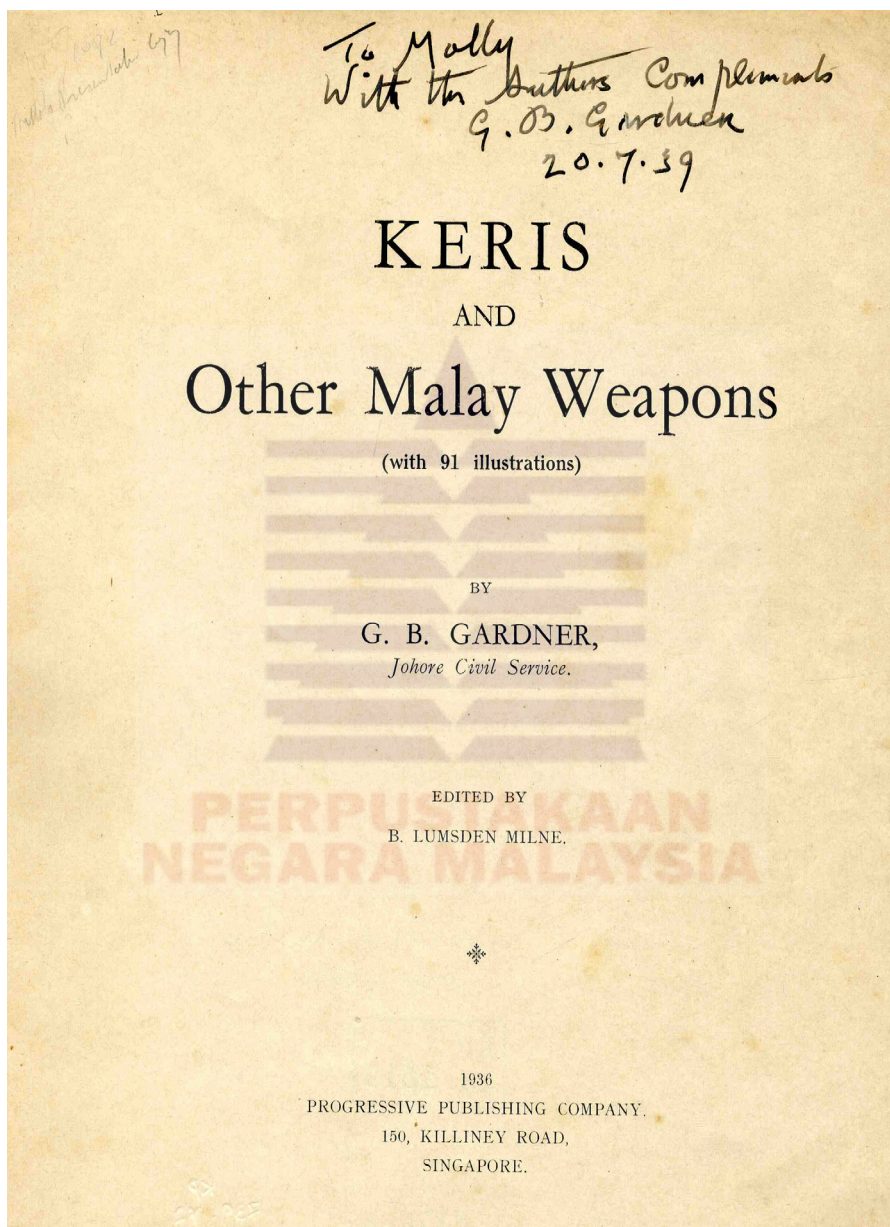 To Molly
With the Authors Compliments
G. B. Gardner
20.7.39
KERIS
AND
Other Malay Weapons
(with 91 illustrations)
BY
G. B. GARDNER,
Johore Civil Service.
EDITED BY
B. LUMSDEN MILNE.
PERPUSTAKAAN
NEGARA MALAYSIA
1936
PROGRESSIVE PUBLISHING COMPANY.
150, KILLINEY ROAD,
SINGAPORE.